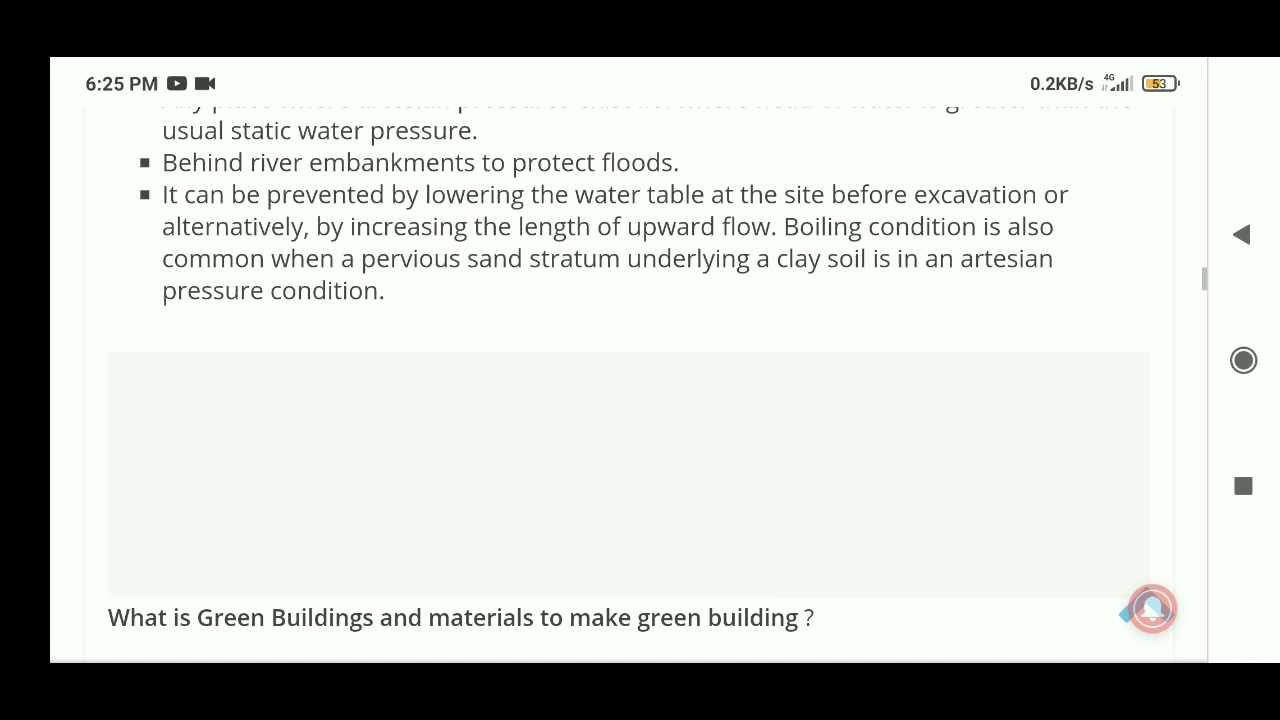 6:25 PM
0.2KB/s 4G 53
usual static water pressure.
▪ Behind river embankments to protect floods.
▪ It can be prevented by lowering the water table at the site before excavation or
alternatively, by increasing the length of upward flow. Boiling condition is also
common when a pervious sand stratum underlying a clay soil is in an artesian
pressure condition.
What is Green Buildings and materials to make green building ?